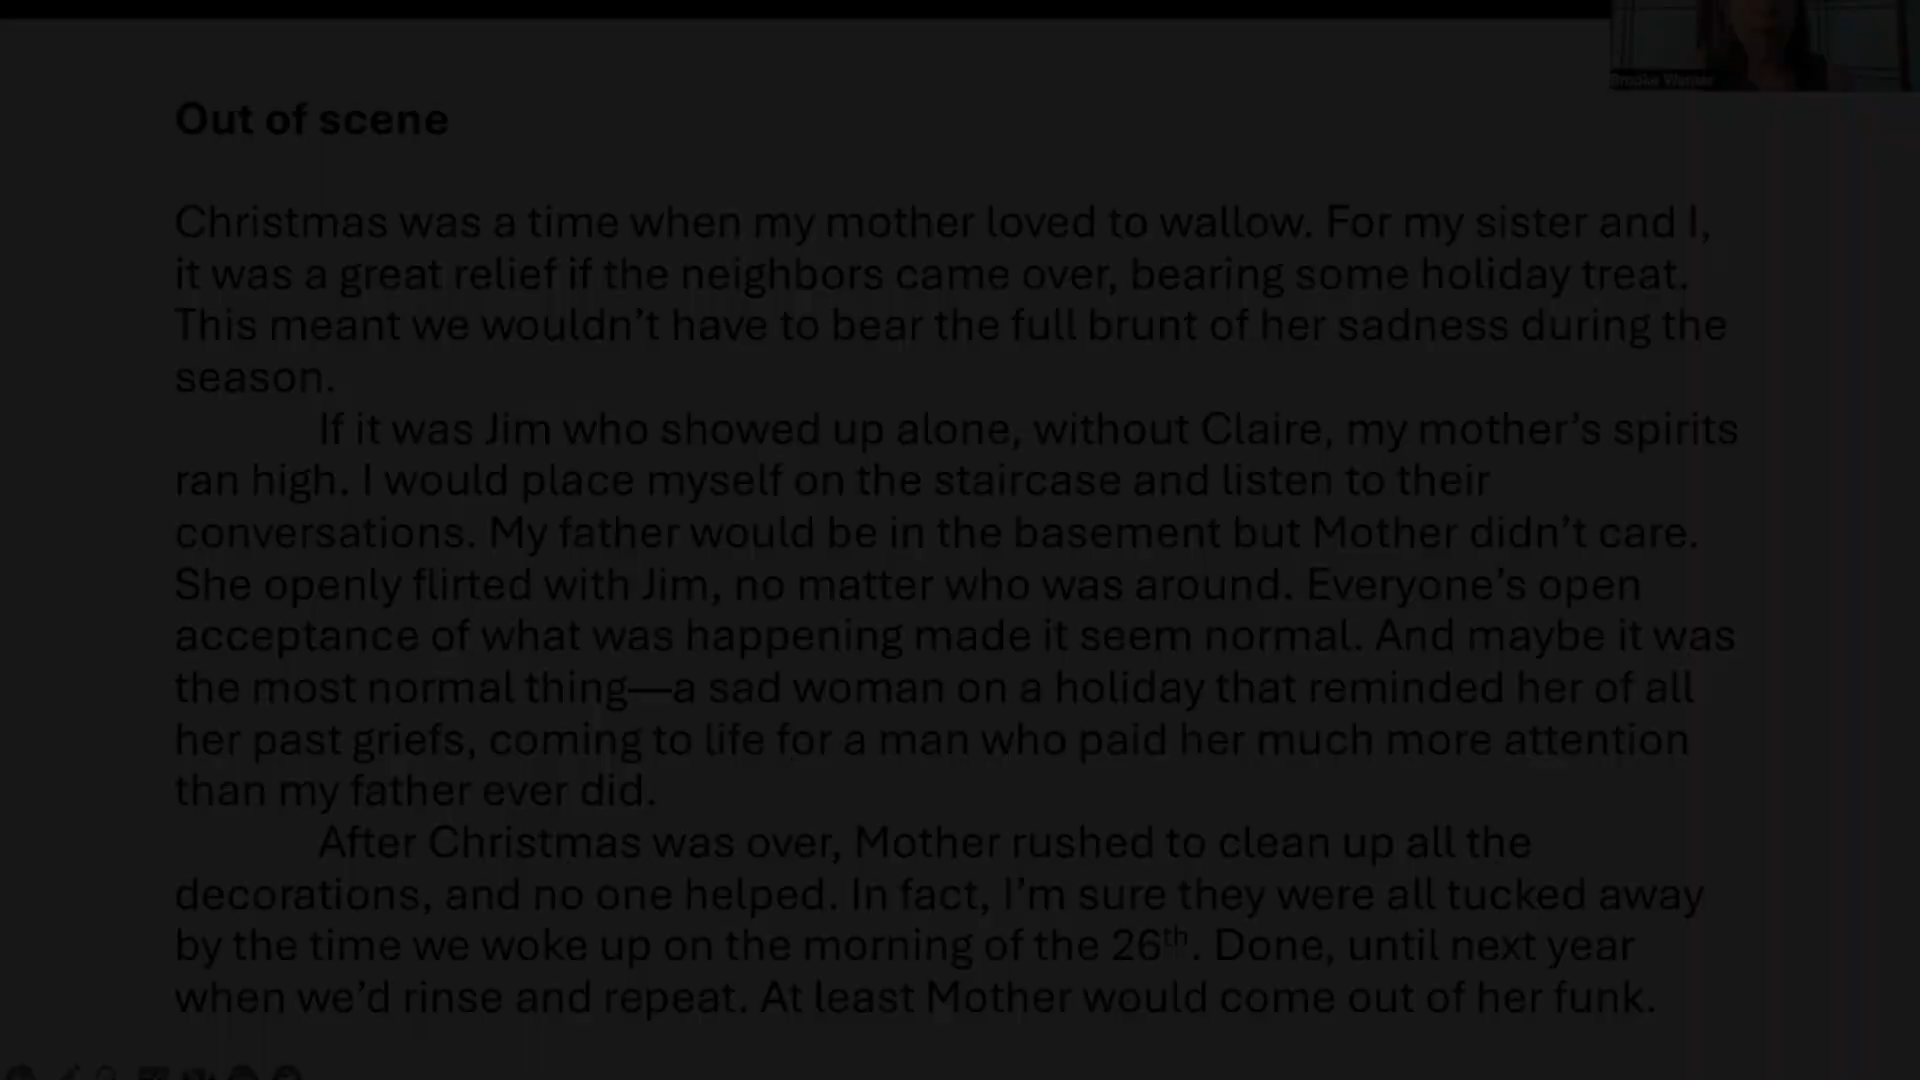 Brooke Warner
Out of scene
Christmas was a time when my mother loved to wallow. For my sister and I,
it was a great relief if the neighbors came over, bearing some holiday treat.
This meant we wouldn’t have to bear the full brunt of her sadness during the
season.
If it was Jim who showed up alone, without Claire, my mother’s spirits
ran high. I would place myself on the staircase and listen to their
conversations. My father would be in the basement but Mother didn’t care.
She openly flirted with Jim, no matter who was around. Everyone’s open
acceptance of what was happening made it seem normal. And maybe it was
the most normal thing—a sad woman on a holiday that reminded her of all
her past griefs, coming to life for a man who paid her much more attention
than my father ever did.
After Christmas was over, Mother rushed to clean up all the
decorations, and no one helped. In fact, I’m sure they were all tucked away
by the time we woke up on the morning of the 26th. Done, until next year
when we’d rinse and repeat. At least Mother would come out of her funk.